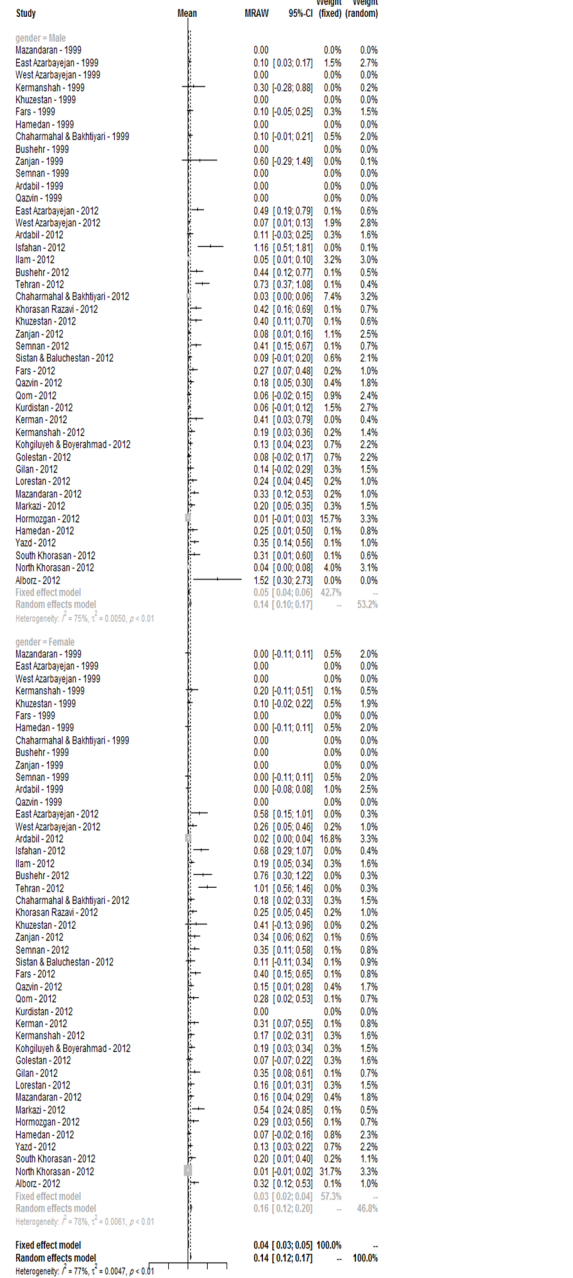 Weight Weight
Study Mean MRAW 95%-CI (fixed) (random)
gender = Male
Mazandaran - 1999 0.00 0.0% 0.0%
East Azarbayejan - 1999 0.10 [ 0.03; 0.17] 1.5% 2.7%
West Azarbayejan - 1999 0.00 0.0% 0.0%
Kermanshah - 1999 0.30 [-0.28; 0.88] 0.0% 0.2%
Khuzestan - 1999 0.00 0.0% 0.0%
Fars - 1999 0.10 [-0.05; 0.25] 0.3% 1.5%
Hamedan - 1999 0.00 0.0% 0.0%
Chaharmahal & Bakhtiyari - 1999 0.10 [-0.01; 0.21] 0.5% 2.0%
Bushehr - 1999 0.00 0.0% 0.0%
Zanjan - 1999 0.60 [-0.29; 1.49] 0.0% 0.1%
Semnan - 1999 0.00 0.0% 0.0%
Ardabil - 1999 0.00 0.0% 0.0%
Qazvin - 1999 0.00 0.0% 0.0%
East Azarbayejan - 2012 0.49 [ 0.19; 0.79] 0.1% 0.6%
West Azarbayejan - 2012 0.07 [ 0.01; 0.13] 1.9% 2.8%
Ardabil - 2012 0.11 [-0.03; 0.25] 0.3% 1.6%
Isfahan - 2012 1.16 [ 0.51; 1.81] 0.0% 0.1%
Ilam - 2012 0.05 [ 0.01; 0.10] 3.2% 3.0%
Bushehr - 2012 0.44 [ 0.12; 0.77] 0.1% 0.5%
Tehran - 2012 0.73 [ 0.37; 1.08] 0.1% 0.4%
Chaharmahal & Bakhtiyari - 2012 0.03 [ 0.00; 0.06] 7.4% 3.2%
Khorasan Razavi - 2012 0.42 [ 0.16; 0.69] 0.1% 0.7%
Khuzestan - 2012 0.40 [ 0.11; 0.70] 0.1% 0.6%
Zanjan - 2012 0.08 [ 0.01; 0.16] 1.1% 2.5%
Semnan - 2012 0.41 [ 0.15; 0.67] 0.1% 0.7%
Sistan & Baluchestan - 2012 0.09 [-0.01; 0.20] 0.6% 2.1%
Fars - 2012 0.27 [ 0.07; 0.48] 0.2% 1.0%
Qazvin - 2012 0.18 [ 0.05; 0.30] 0.4% 1.8%
Qom - 2012 0.06 [-0.02; 0.15] 0.9% 2.4%
Kurdistan - 2012 0.06 [-0.01; 0.12] 1.5% 2.7%
Kerman - 2012 0.41 [ 0.03; 0.79] 0.0% 0.4%
Kermanshah - 2012 0.19 [ 0.03; 0.36] 0.2% 1.4%
Kohgiluyeh & Boyerahmad - 2012 0.13 [ 0.04; 0.23] 0.7% 2.2%
Golestan - 2012 0.08 [-0.02; 0.17] 0.7% 2.2%
Gilan - 2012 0.14 [-0.02; 0.29] 0.3% 1.5%
Lorestan - 2012 0.24 [ 0.04; 0.45] 0.2% 1.0%
Mazandaran - 2012 0.33 [ 0.12; 0.53] 0.2% 1.0%
Markazi - 2012 0.20 [ 0.05; 0.35] 0.3% 1.5%
Hormozgan - 2012 0.01 [-0.01; 0.03] 15.7% 3.3%
Hamedan - 2012 0.25 [ 0.01; 0.50] 0.1% 0.8%
Yazd - 2012 0.35 [ 0.14; 0.56] 0.1% 1.0%
South Khorasan - 2012 0.31 [ 0.01; 0.60] 0.1% 0.6%
North Khorasan - 2012 0.04 [ 0.00; 0.08] 4.0% 3.1%
Alborz - 2012 1.52 [ 0.30; 2.73] 0.0% 0.0%
Fixed effect model 0.05 [ 0.04; 0.06] 42.7% --
Random effects model 0.14 [ 0.10; 0.17] -- 53.2%
Heterogeneity: I² = 75%, τ² = 0.0050, p < 0.01
gender = Female
Mazandaran - 1999 0.00 [-0.11; 0.11] 0.5% 2.0%
East Azarbayejan - 1999 0.00 0.0% 0.0%
West Azarbayejan - 1999 0.00 0.0% 0.0%
Kermanshah - 1999 0.20 [-0.11; 0.51] 0.1% 0.5%
Khuzestan - 1999 0.10 [-0.02; 0.22] 0.5% 1.9%
Fars - 1999 0.00 0.0% 0.0%
Hamedan - 1999 0.00 [-0.11; 0.11] 0.5% 2.0%
Chaharmahal & Bakhtiyari - 1999 0.00 0.0% 0.0%
Bushehr - 1999 0.00 0.0% 0.0%
Zanjan - 1999 0.00 0.0% 0.0%
Semnan - 1999 0.00 [-0.11; 0.11] 0.5% 2.0%
Ardabil - 1999 0.00 [-0.08; 0.08] 1.0% 2.5%
Qazvin - 1999 0.00 0.0% 0.0%
East Azarbayejan - 2012 0.58 [ 0.15; 1.01] 0.0% 0.3%
West Azarbayejan - 2012 0.26 [ 0.05; 0.46] 0.2% 1.0%
Ardabil - 2012 0.02 [ 0.00; 0.04] 16.8% 3.3%
Isfahan - 2012 0.68 [ 0.29; 1.07] 0.0% 0.4%
Ilam - 2012 0.19 [ 0.05; 0.34] 0.3% 1.6%
Bushehr - 2012 0.76 [ 0.30; 1.22] 0.0% 0.3%
Tehran - 2012 1.01 [ 0.56; 1.46] 0.0% 0.3%
Chaharmahal & Bakhtiyari - 2012 0.18 [ 0.02; 0.33] 0.3% 1.5%
Khorasan Razavi - 2012 0.25 [ 0.05; 0.45] 0.2% 1.0%
Khuzestan - 2012 0.41 [-0.13; 0.96] 0.0% 0.2%
Zanjan - 2012 0.34 [ 0.06; 0.62] 0.1% 0.6%
Semnan - 2012 0.35 [ 0.11; 0.58] 0.1% 0.8%
Sistan & Baluchestan - 2012 0.11 [-0.11; 0.34] 0.1% 0.9%
Fars - 2012 0.40 [ 0.15; 0.65] 0.1% 0.8%
Qazvin - 2012 0.15 [ 0.01; 0.28] 0.4% 1.7%
Qom - 2012 0.28 [ 0.02; 0.53] 0.1% 0.7%
Kurdistan - 2012 0.00 0.0% 0.0%
Kerman - 2012 0.31 [ 0.07; 0.55] 0.1% 0.8%
Kermanshah - 2012 0.17 [ 0.02; 0.31] 0.3% 1.6%
Kohgiluyeh & Boyerahmad - 2012 0.19 [ 0.03; 0.34] 0.3% 1.5%
Golestan - 2012 0.07 [-0.07; 0.22] 0.3% 1.6%
Gilan - 2012 0.35 [ 0.08; 0.61] 0.1% 0.7%
Lorestan - 2012 0.16 [ 0.01; 0.31] 0.3% 1.5%
Mazandaran - 2012 0.16 [ 0.04; 0.29] 0.4% 1.8%
Markazi - 2012 0.54 [ 0.24; 0.85] 0.1% 0.5%
Hormozgan - 2012 0.29 [ 0.03; 0.56] 0.1% 0.7%
Hamedan - 2012 0.07 [-0.02; 0.16] 0.8% 2.3%
Yazd - 2012 0.13 [ 0.03; 0.22] 0.7% 2.2%
South Khorasan - 2012 0.20 [ 0.01; 0.40] 0.2% 1.1%
North Khorasan - 2012 0.01 [-0.01; 0.02] 31.7% 3.3%
Alborz - 2012 0.32 [ 0.12; 0.53] 0.1% 1.0%
Fixed effect model 0.03 [ 0.02; 0.04] 57.3% --
Random effects model 0.16 [ 0.12; 0.20] -- 46.8%
Heterogeneity: I² = 78%, τ² = 0.0061, p < 0.01
Fixed effect model 0.04 [ 0.03; 0.05] 100.0% --
Random effects model 0.14 [ 0.12; 0.17] -- 100.0%
Heterogeneity: I² = 77%, τ² = 0.0047, p < 0.01